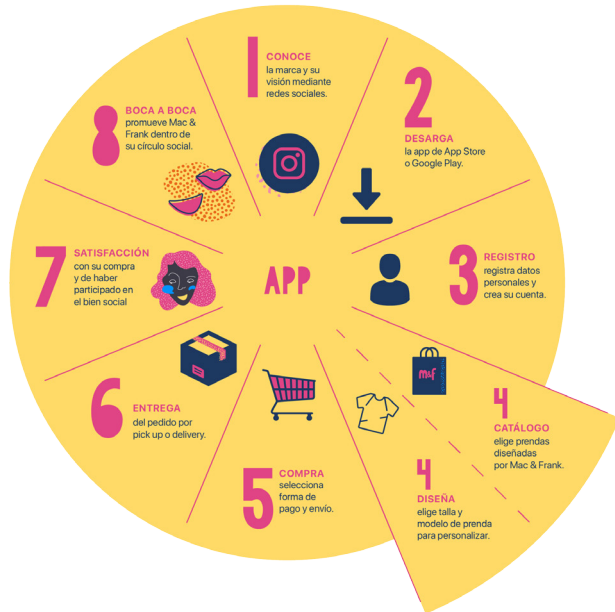 1
CONOCE
la marca y su
visión mediante
redes sociales.
2
DESARGA
la app de App Store
o Google Play.
3
REGISTRO
registra datos
personales y
crea su cuenta.
4
CATÁLOGO
elige prendas
diseñadas
por Mac & Frank.
m&f
4
DISEÑA
elige talla y
modelo de prenda
para personalizar.
5
COMPRA
selecciona
forma de
pago y envío.
6
ENTREGA
del pedido por
pick up o delivery.
7
SATISFACCIÓN
con su compra
y de haber
participado en
el bien social
8
BOCA A BOCA
promueve Mac &
Frank dentro de
su círculo social.
APP